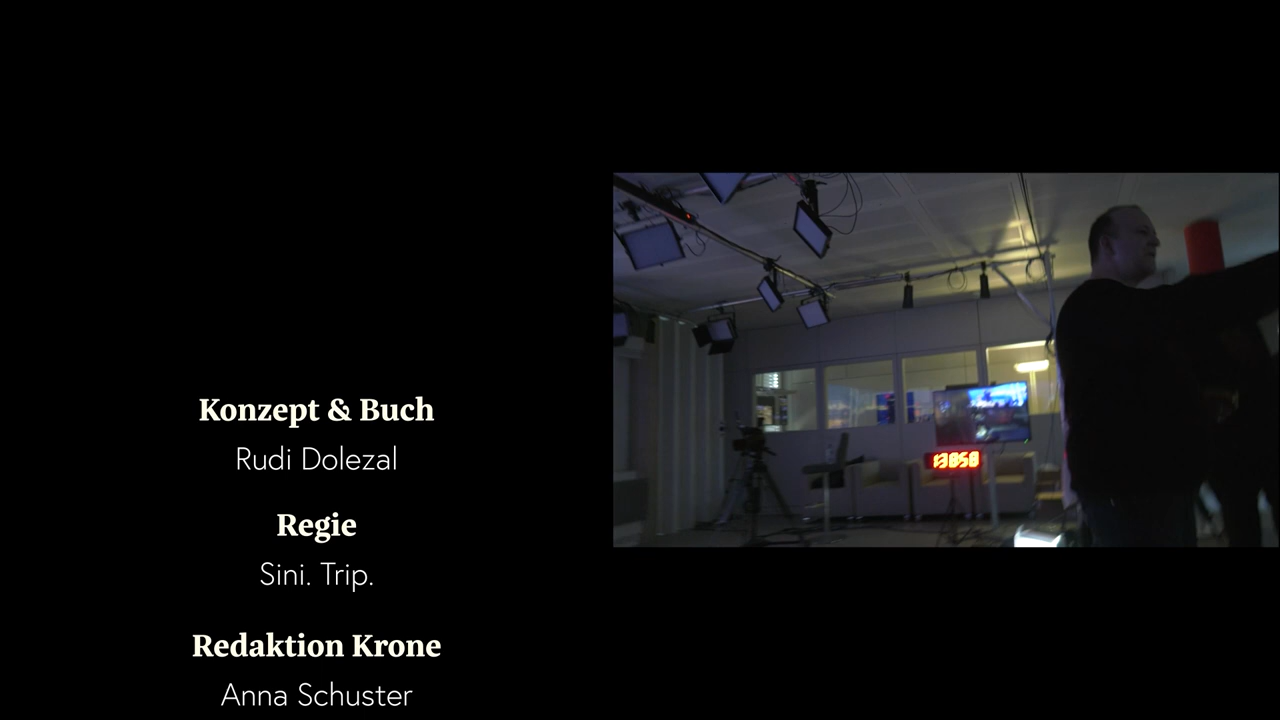 Konzept & Buch
Rudi Dolezal
Regie
Sini. Trip.
Redaktion Krone
Anna Schuster